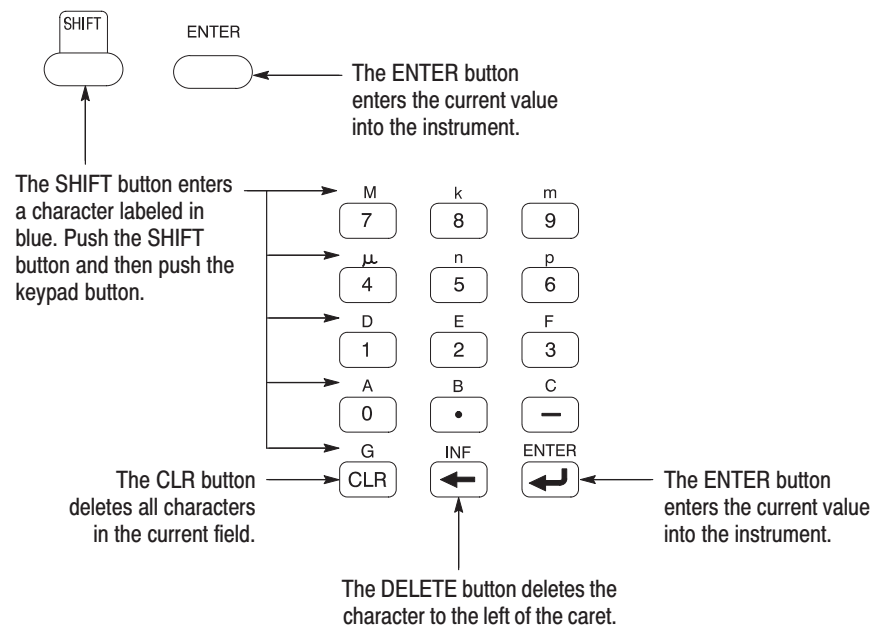 SHIFT
ENTER
The ENTER button
enters the current value
into the instrument.
The SHIFT button enters
a character labeled in
blue. Push the SHIFT
button and then push the
keypad button.
M k m
7 8 9
μ n p
4 5 6
D E F
1 2 3
A B C
0 • —
G INF ENTER
CLR
The CLR button
deletes all characters
in the current field.
The ENTER button
enters the current value
into the instrument.
The DELETE button deletes the
character to the left of the caret.